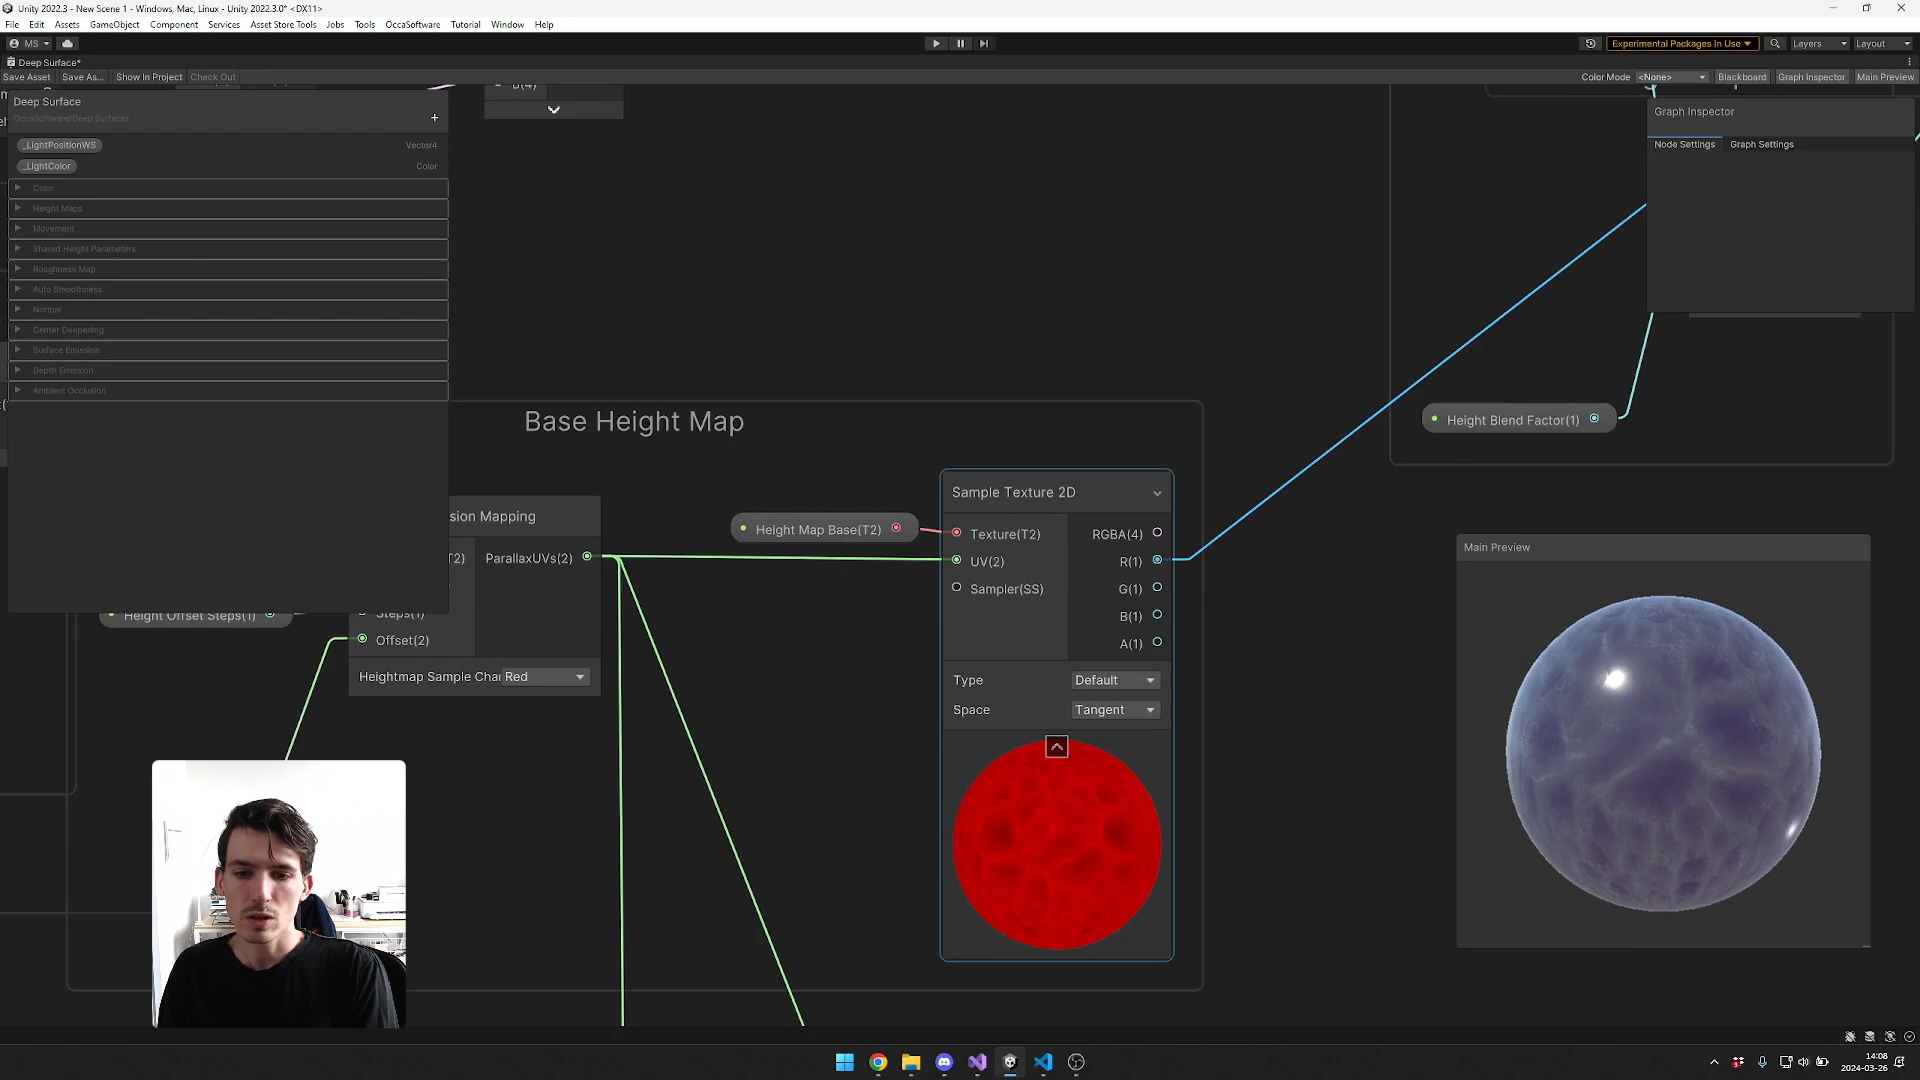 Unity 2022.3 - New Scene 1 - Windows, Mac, Linux - Unity 2022.3.0* <DX11>
File Edit Assets GameObject Component Services Asset Store Tools Jobs Tools OccaSoftware Tutorial Window Help
MS
Experimental Packages In Use
Layers
Layout
Deep Surface*
Save Asset Save As... Show In Project Check Out
Color Mode <None> Blackboard Graph Inspector Main Preview
B(4)
Deep Surface
OccaSoftware/Deep Surfaces
_LightPositionWS Vector4
_LightColor Color
Color
Height Maps
Movement
Shared Height Parameters
Roughness Map
Auto Smoothness
Normal
Center Deepening
Surface Emission
Depth Emission
Ambient Occlusion
Graph Inspector
Node Settings Graph Settings
Height Blend Factor(1)
Base Height Map
sion Mapping
T2)
ParallaxUVs(2)
Height Offset Steps(1)
Steps(1)
Offset(2)
Heightmap Sample Cha Red
Height Map Base(T2)
Sample Texture 2D
Texture(T2) RGBA(4)
UV(2) R(1)
Sampler(SS) G(1)
B(1)
A(1)
Type Default
Space Tangent
Main Preview
14:08
2024-03-26